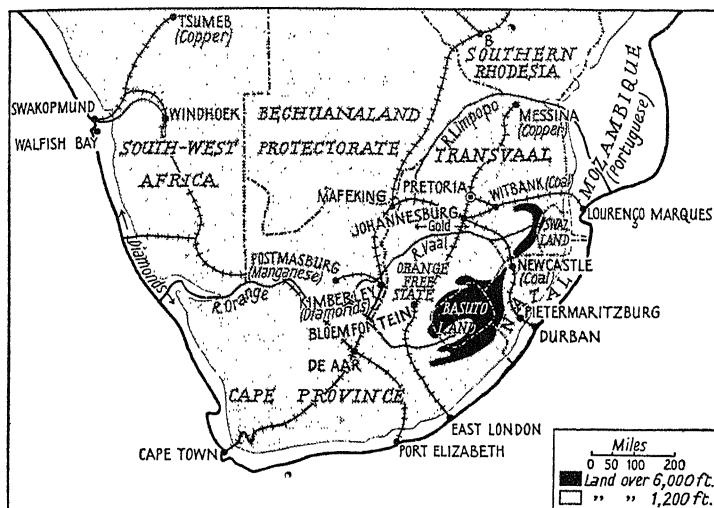 TSUMEB
(Copper)
B
SOUTHERN
RHODESIA
MOZAMBIQUE
(Portuguese)
SWAKOPMUND
WINDHOEK
BECHUANALAND
R.Limpopo
MESSINA
(Copper)
WALFISH BAY
SOUTH-WEST
PROTECTORATE
TRANSVAAL
AFRICA
PRETORIA
WITBANK (Coal)
MAFEKING
JOHANNESBURG
←Gold
LOURENÇO MARQUES
SWAZI
LAND
Diamonds
POSTMASBURG
(Manganese)
R.Vaal
ORANGE
FREE
STATE
NEWCASTLE
(Coal)
R.Orange
KIMBERLEY
(Diamonds)
BASUTO
LAND
NATAL
BLOEMFONTEIN
PIETERMARITZBURG
DURBAN
DE AAR
CAPE PROVINCE
EAST LONDON
CAPE TOWN
PORT ELIZABETH
Miles
0 50 100 200
Land over 6,000 ft.
" " 1,200 ft.